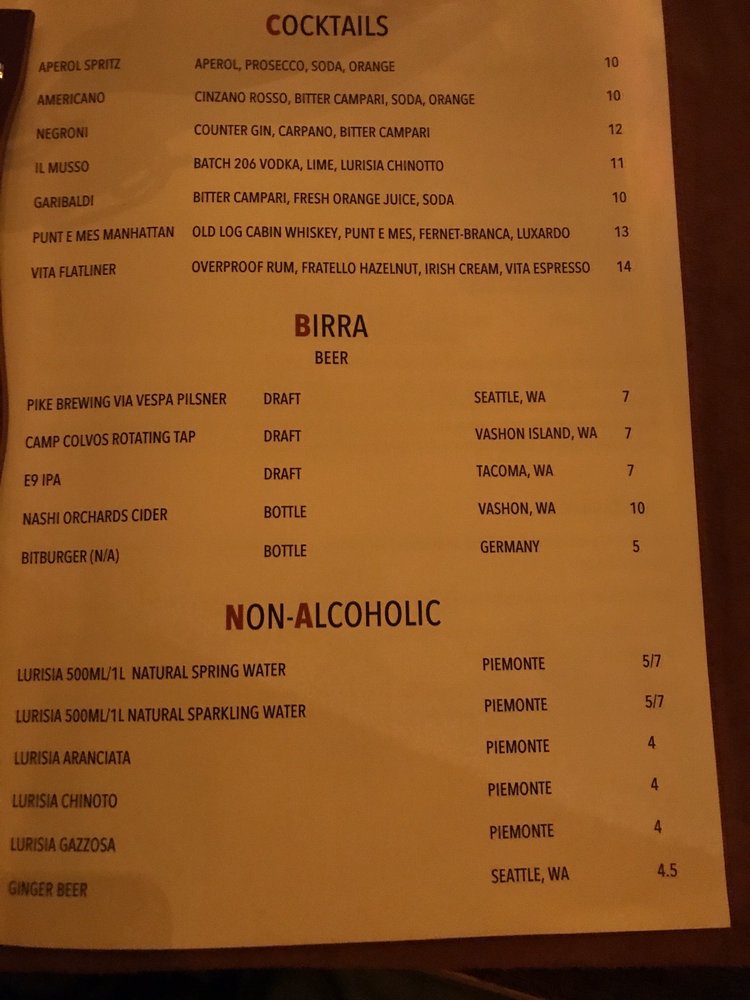 COCKTAILS
APEROL SPRITZ APEROL, PROSECCO, SODA, ORANGE 10
AMERICANO CINZANO ROSSO, BITTER CAMPARI, SODA, ORANGE 10
NEGRONI COUNTER GIN, CARPANO, BITTER CAMPARI 12
IL MUSSO BATCH 206 VODKA, LIME, LURISIA CHINOTTO 11
GARIBALDI BITTER CAMPARI, FRESH ORANGE JUICE, SODA 10
PUNT E MES MANHATTAN OLD LOG CABIN WHISKEY, PUNT E MES, FERNET-BRANCA, LUXARDO 13
VITA FLATLINER OVERPROOF RUM, FRATELLO HAZELNUT, IRISH CREAM, VITA ESPRESSO 14
BIRRA
BEER
PIKE BREWING VIA VESPA PILSNER DRAFT SEATTLE, WA 7
CAMP COLVOS ROTATING TAP DRAFT VASHON ISLAND, WA 7
E9 IPA DRAFT TACOMA, WA 7
NASHI ORCHARDS CIDER BOTTLE VASHON, WA 10
BITBURGER (N/A) BOTTLE GERMANY 5
NON-ALCOHOLIC
LURISIA 500ML/1L NATURAL SPRING WATER PIEMONTE 5/7
LURISIA 500ML/1L NATURAL SPARKLING WATER PIEMONTE 5/7
LURISIA ARANCIATA PIEMONTE 4
LURISIA CHINOTO PIEMONTE 4
LURISIA GAZZOSA PIEMONTE 4
GINGER BEER SEATTLE, WA 4.5